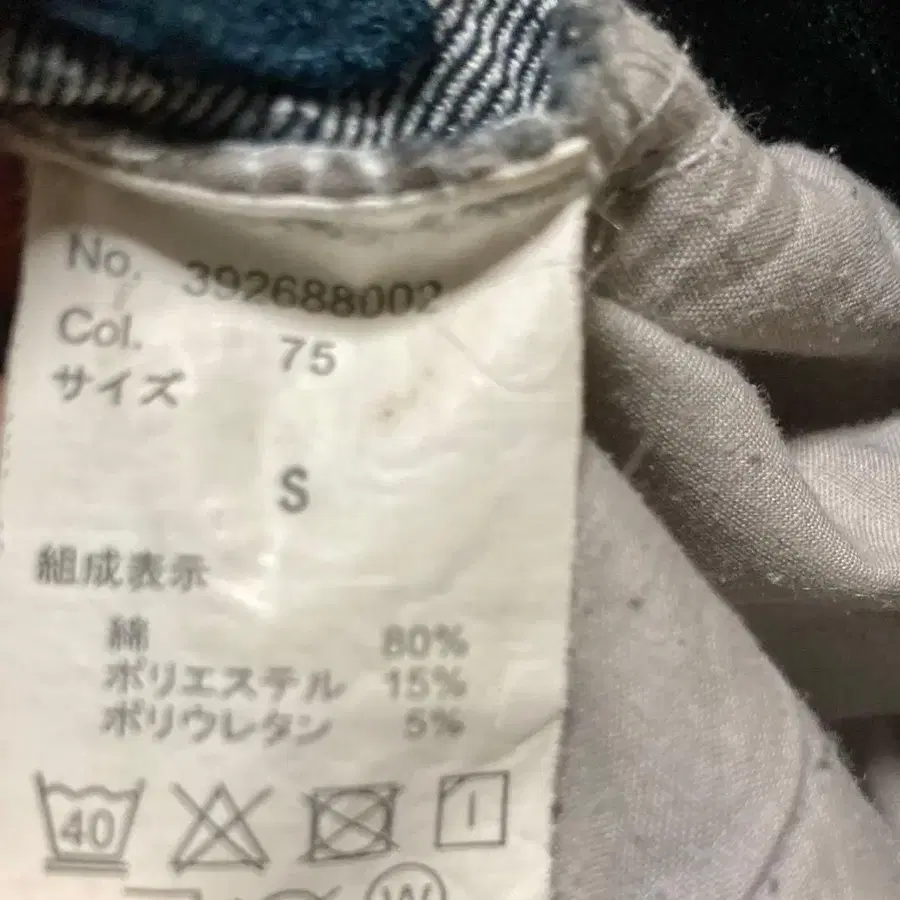 No. 392688002
Col. 75
サイズ
S
組成表示
綿 80%
ポリエステル 15%
ポリウレタン 5%
40
W